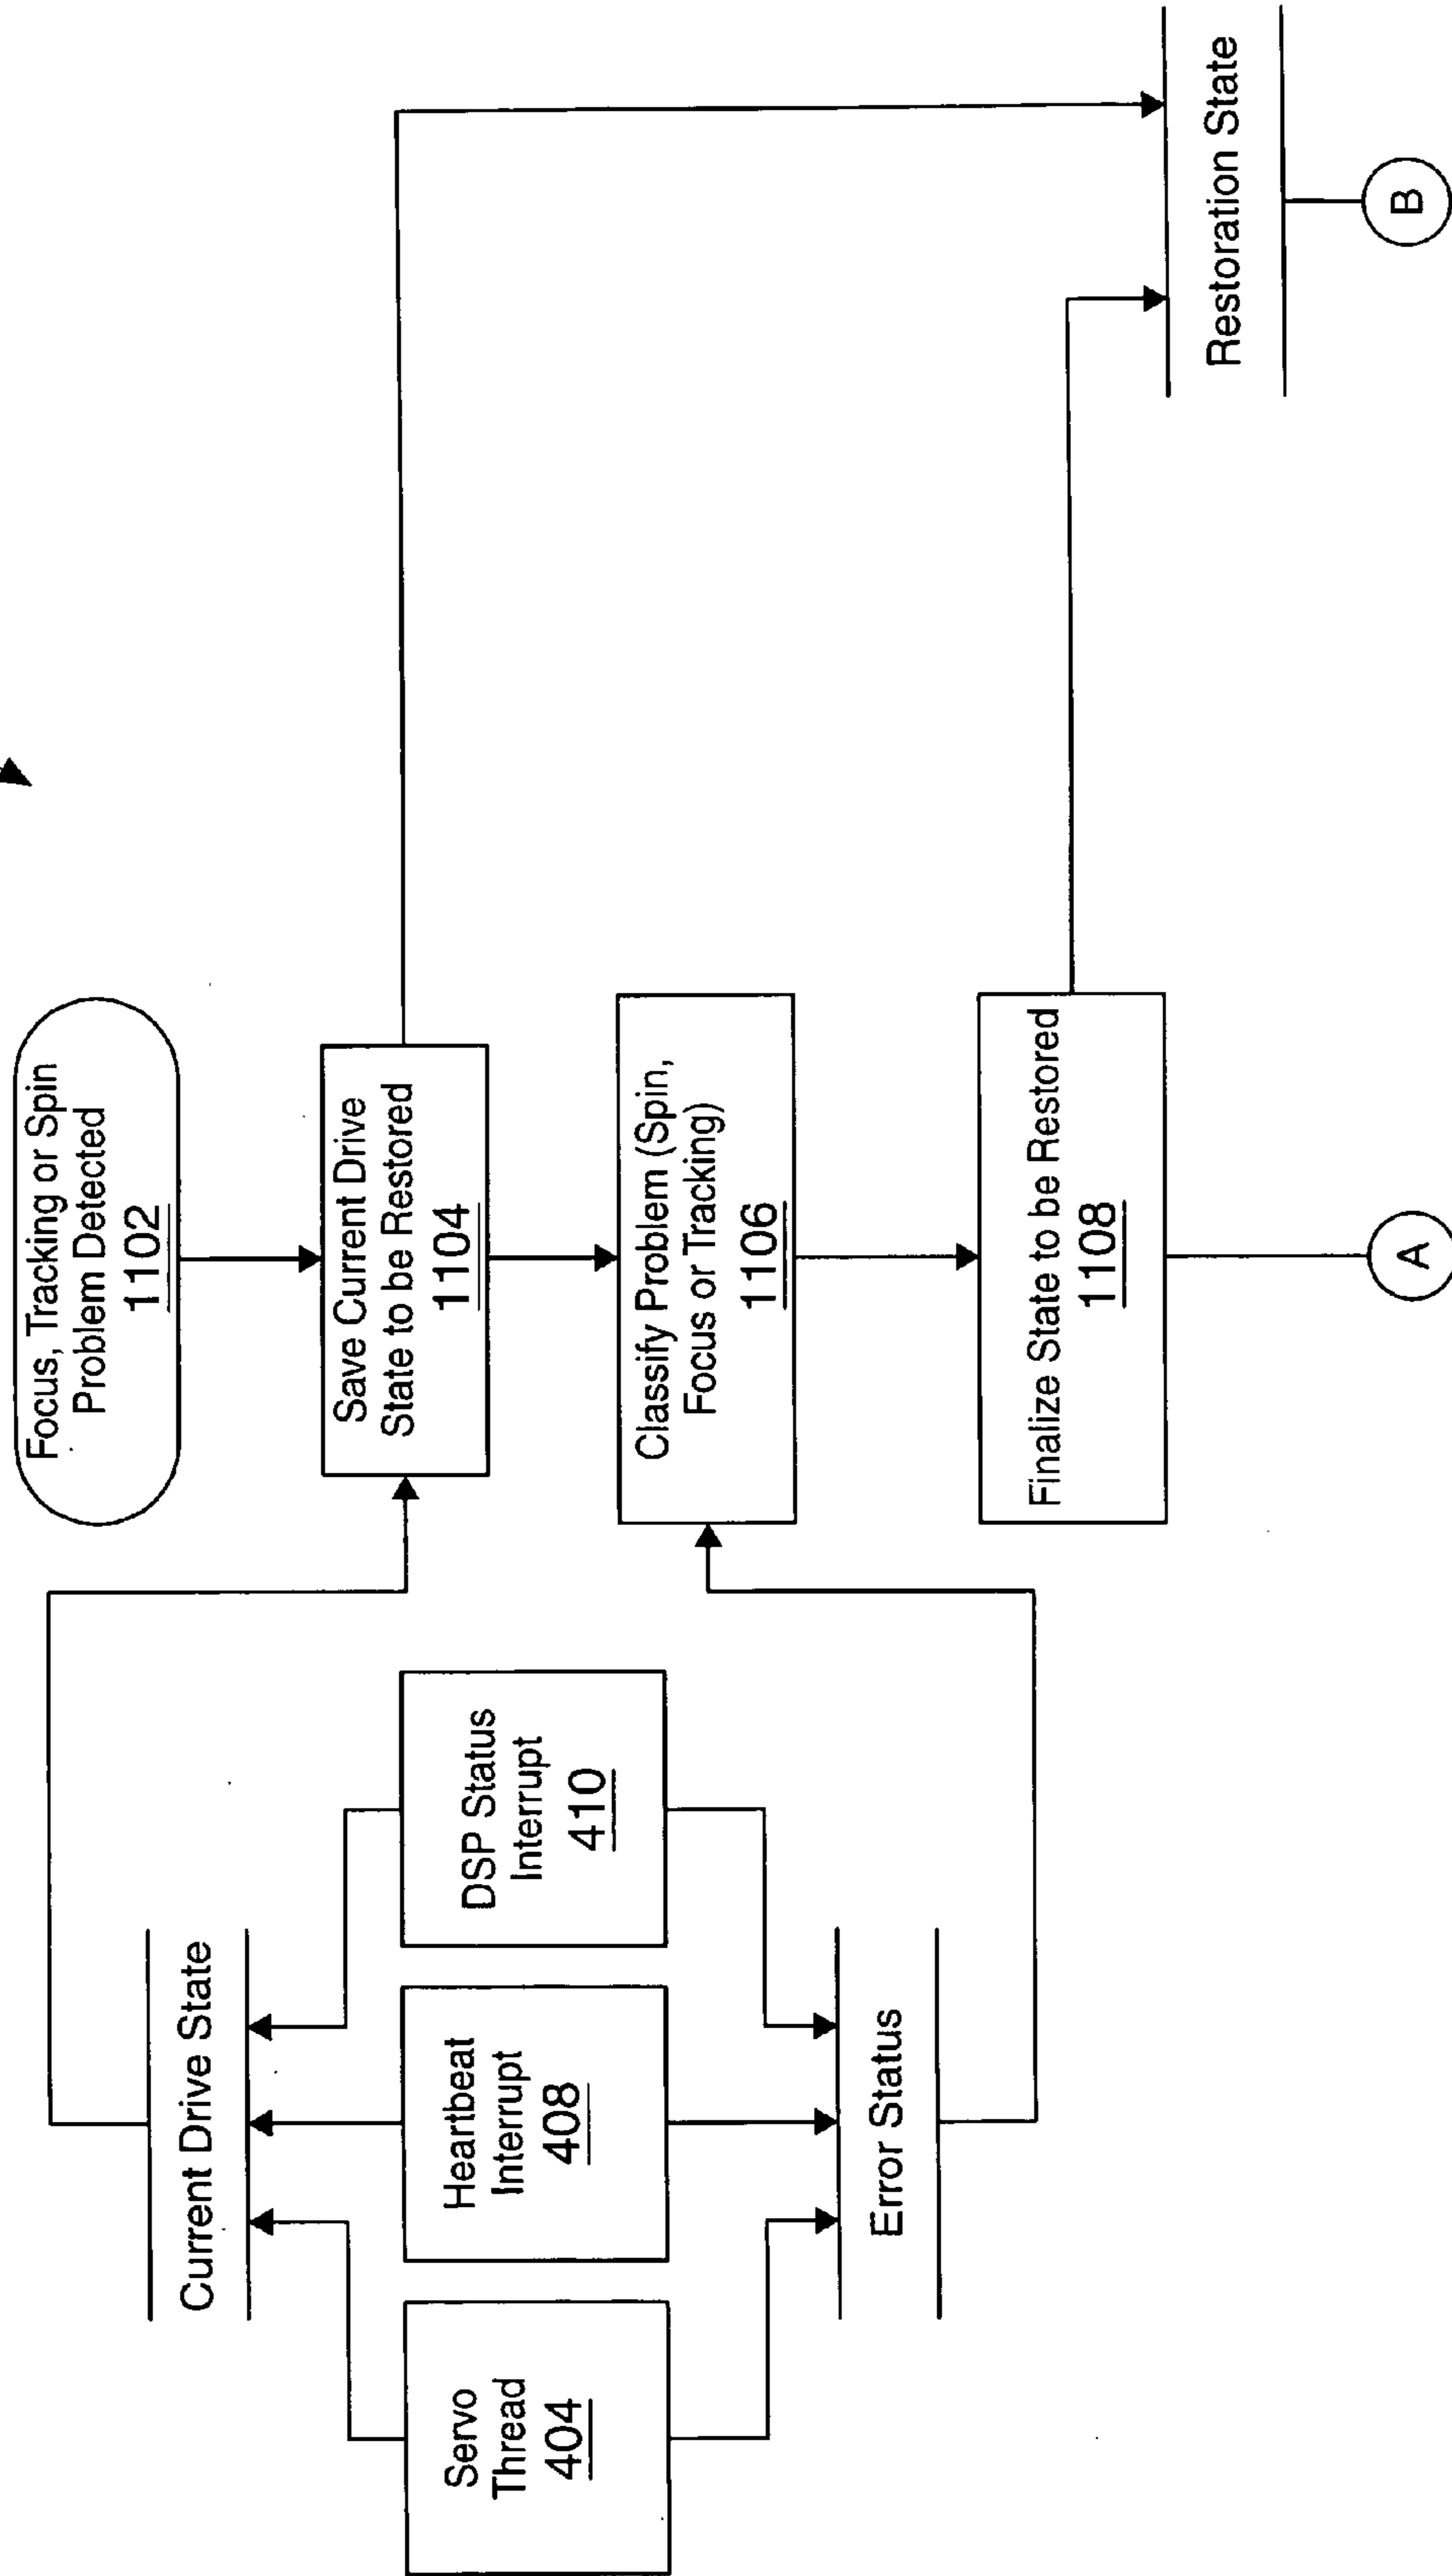 Focus, Tracking or Spin
Problem Detected
1102
Current Drive State
Save Current Drive
State to be Restored
1104
Servo
Thread
404
Heartbeat
Interrupt
408
DSP Status
Interrupt
410
Classify Problem (Spin,
Focus or Tracking)
1106
Error Status
Finalize State to be Restored
1108
Restoration State
A
B